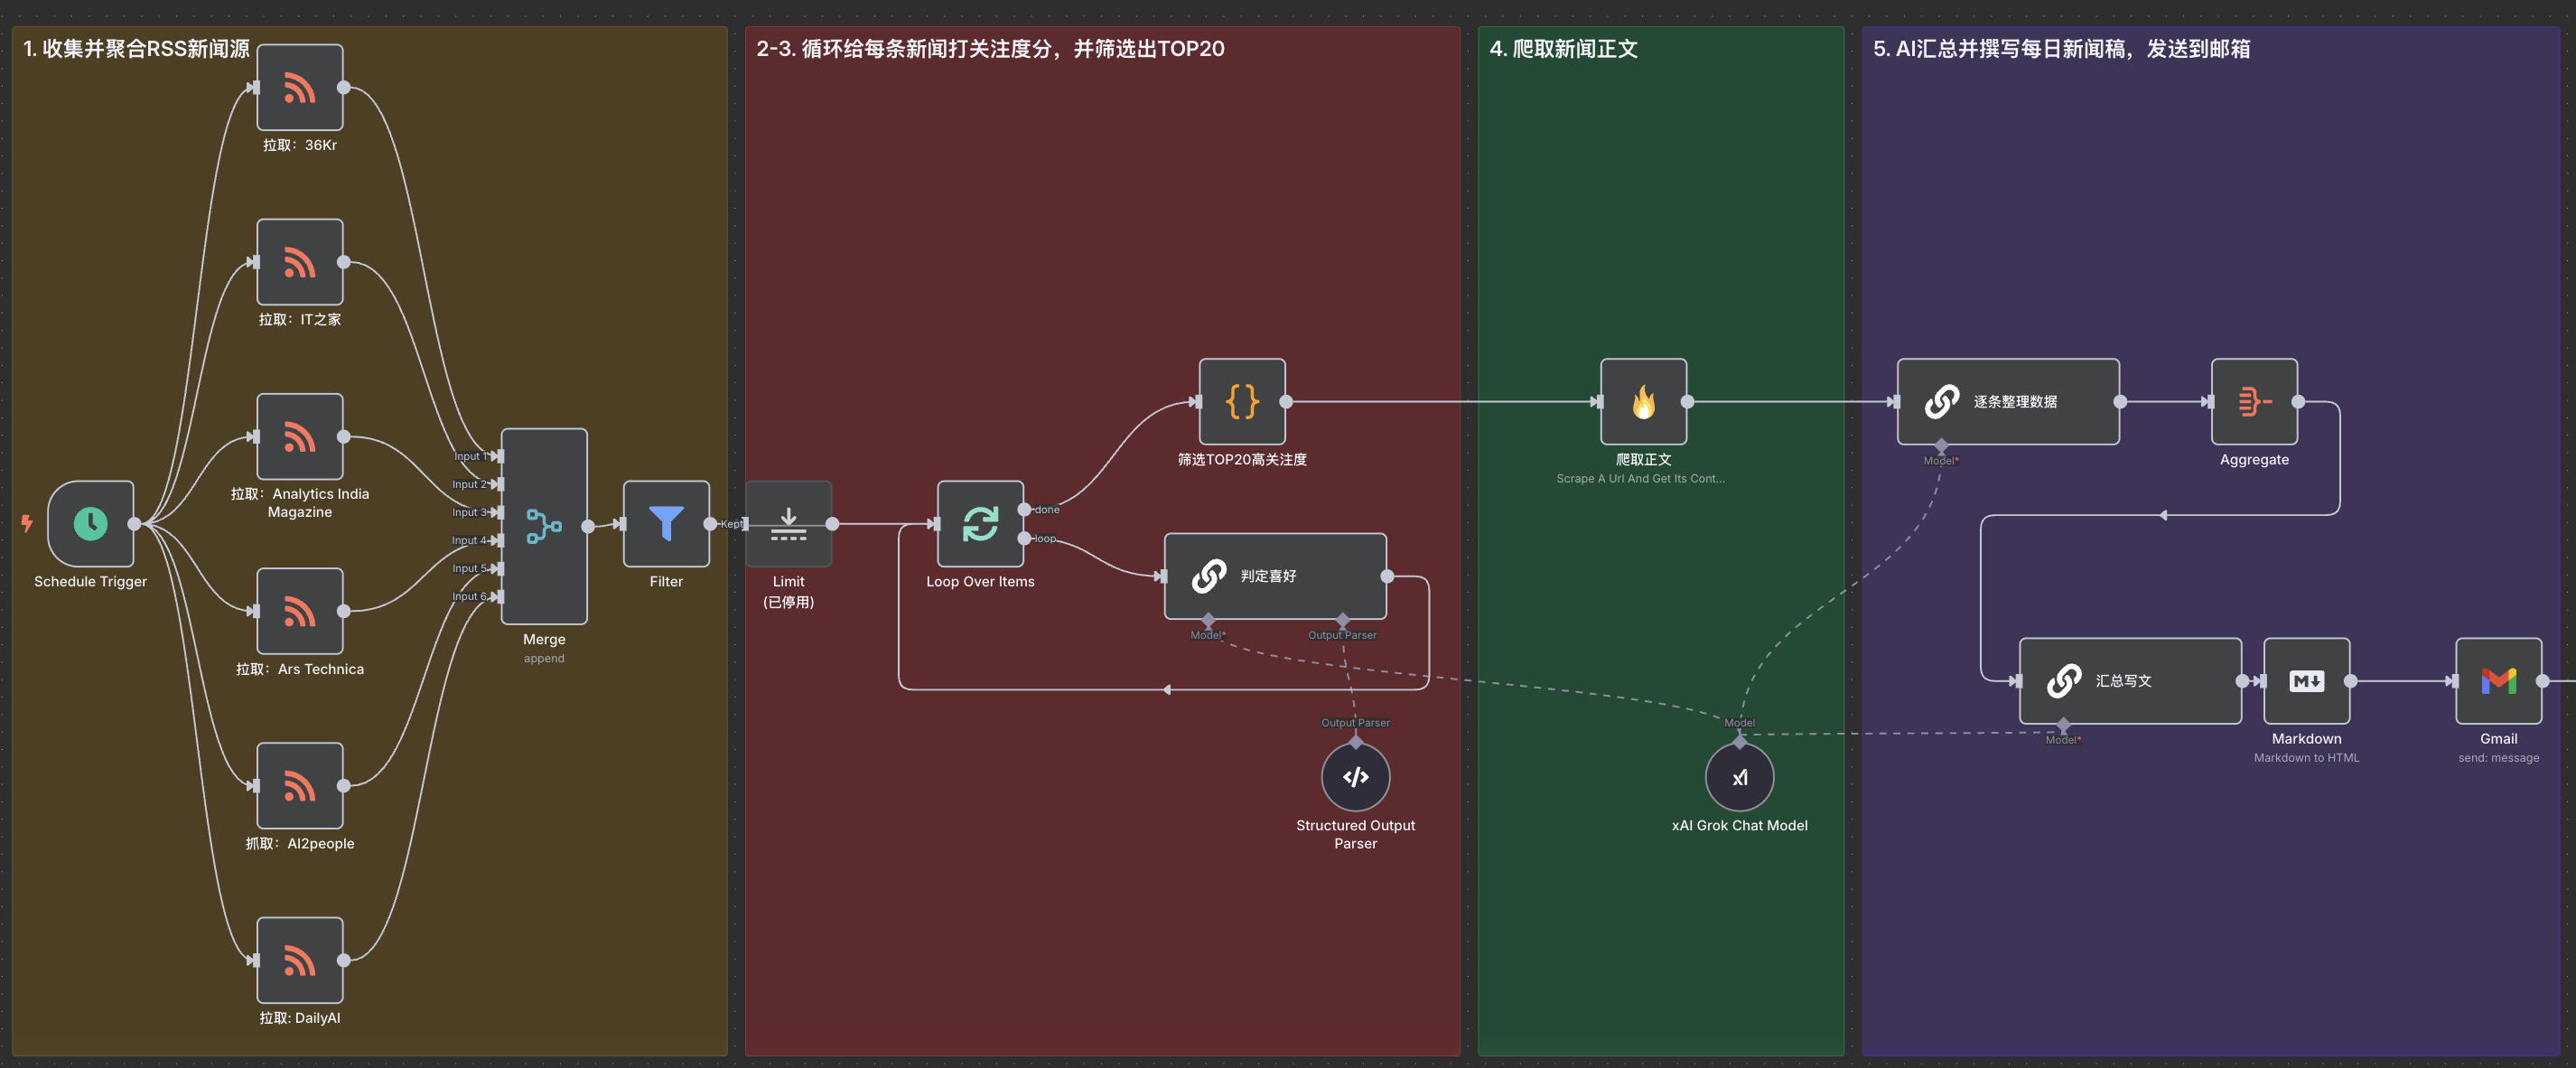 1. 收集并聚合RSS新闻源
拉取：36Kr
拉取：IT之家
拉取：Analytics India
Magazine
拉取：Ars Technica
抓取：AI2people
拉取: DailyAI
Schedule Trigger
Input 1
Input 2
Input 3
Input 4
Input 5
Input 6
Merge
append
Filter
Kept
2-3. 循环给每条新闻打关注度分，并筛选出TOP20
Limit
(已停用)
Loop Over Items
done
loop
筛选TOP20高关注度
判定喜好
Model*
Output Parser
Output Parser
Structured Output
Parser
4. 爬取新闻正文
爬取正文
Scrape A Url And Get Its Cont...
Model
xAI Grok Chat Model
5. AI汇总并撰写每日新闻稿，发送到邮箱
逐条整理数据
Model*
Aggregate
汇总写文
Model*
Markdown
Markdown to HTML
Gmail
send: message